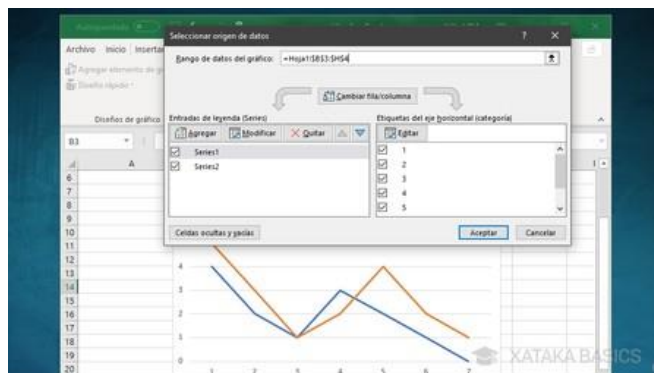 Seleccionar origen de datos
? ×
Archivo Inicio Insertar
Rango de datos del gráfico: =Hoja1!$B$3:$H$4
Agregar elemento de gr
Diseño rápido
Cambiar fila/columna
Diseños de gráfico
Entradas de leyenda (Series)
Etiquetas del eje horizontal (categoría)
Agregar Modificar Quitar
Editar
B3
Series1
Series2
1
2
3
4
5
A
I
6
7
8
9
10
11
12
13
14
15
16
17
18
19
20
Celdas ocultas y vacías
Aceptar Cancelar
4
3
2
1
0
1 2 3 4 5 6 7
XATAKA BASICS